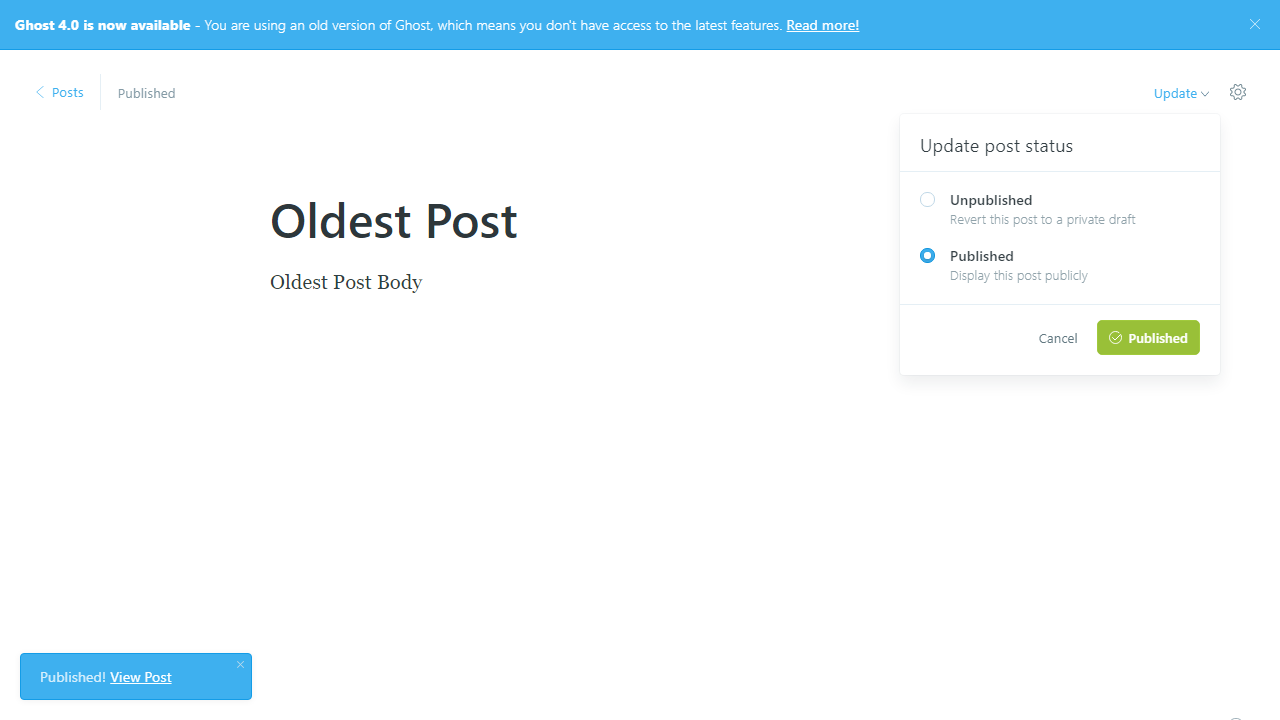 Ghost 4.0 is now available - You are using an old version of Ghost, which means you don't have access to the latest features. Read more!
Posts
Published
Update
Update post status
Unpublished
Revert this post to a private draft
Published
Display this post publicly
Cancel
Published
Oldest Post
Oldest Post Body
Published! View Post